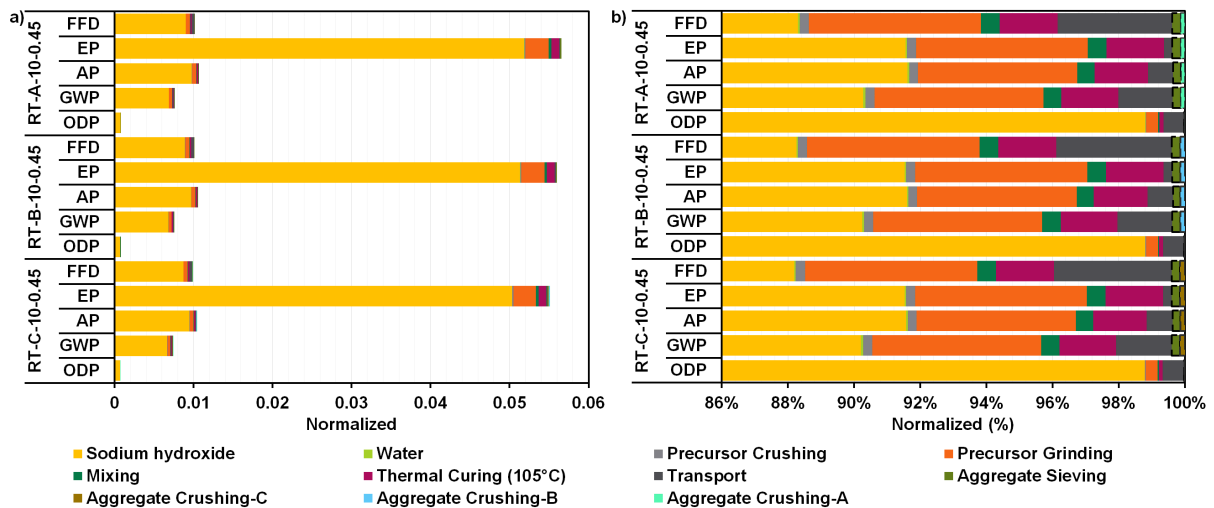 a)
RT-A-10-0.45
FFD
EP
AP
GWP
ODP
RT-B-10-0.45
FFD
EP
AP
GWP
ODP
RT-C-10-0.45
FFD
EP
AP
GWP
ODP
0 0.01 0.02 0.03 0.04 0.05 0.06
Normalized
b)
RT-A-10-0.45
FFD
EP
AP
GWP
ODP
RT-B-10-0.45
FFD
EP
AP
GWP
ODP
RT-C-10-0.45
FFD
EP
AP
GWP
ODP
86% 88% 90% 92% 94% 96% 98% 100%
Normalized (%)
Sodium hydroxide Water Precursor Crushing Precursor Grinding
Mixing Thermal Curing (105°C) Transport Aggregate Sieving
Aggregate Crushing-C Aggregate Crushing-B Aggregate Crushing-A